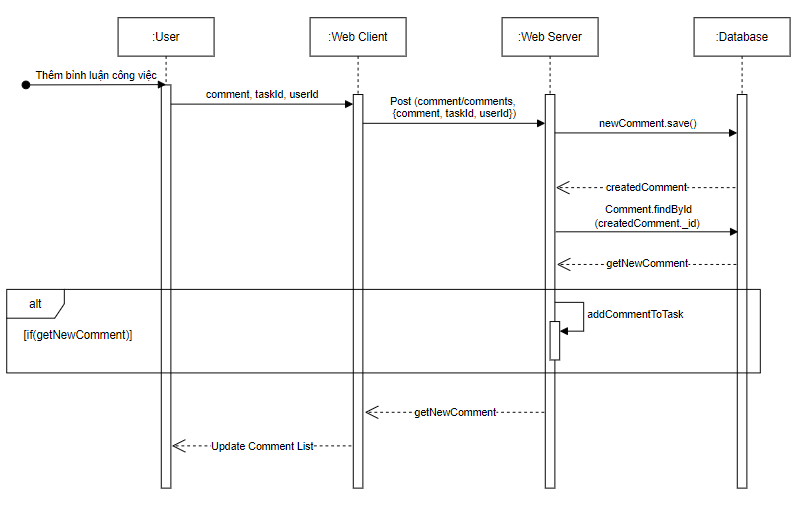 :User
:Web Client
:Web Server
:Database
Thêm bình luận công việc
comment, taskId, userId
Post (comment/comments,
{comment, taskId, userId})
newComment.save()
createdComment
Comment.findById
(createdComment._id)
getNewComment
alt
[if(getNewComment)]
addCommentToTask
getNewComment
Update Comment List